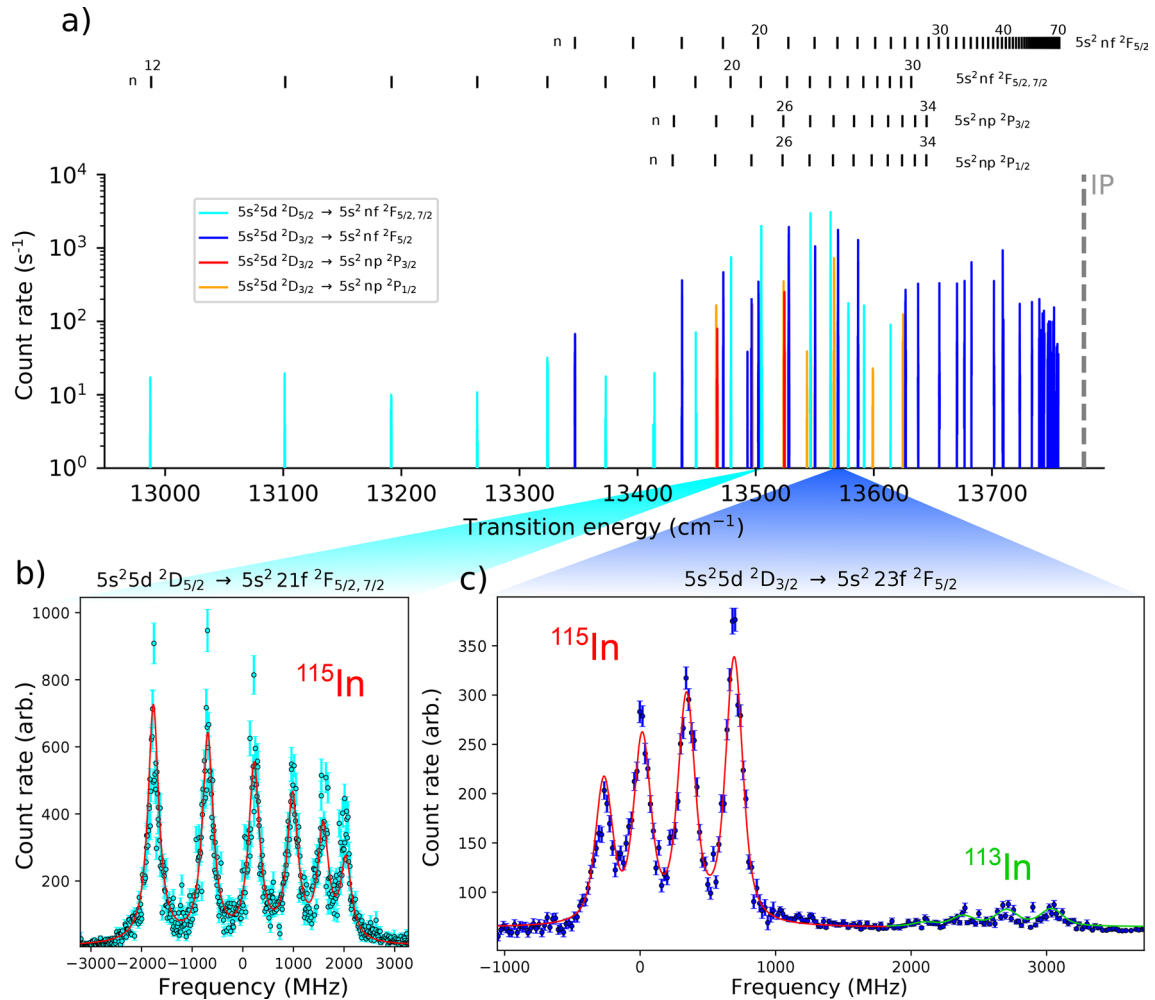 a)
n 20 30 40 70 5s² nf ²F₅/₂
n 12 20 30 5s² nf ²F₅/₂,₇/₂
n 26 34 5s² np ²P₃/₂
n 26 34 5s² np ²P₁/₂
IP
Count rate (s⁻¹)
10⁴
10³
10²
10¹
10⁰
5s²5d ²D₅/₂ → 5s² nf ²F₅/₂,₇/₂
5s²5d ²D₃/₂ → 5s² nf ²F₅/₂
5s²5d ²D₃/₂ → 5s² np ²P₃/₂
5s²5d ²D₃/₂ → 5s² np ²P₁/₂
13000 13100 13200 13300 13400 13500 13600 13700
Transition energy (cm⁻¹)
b)
5s²5d ²D₅/₂ → 5s² 21f ²F₅/₂,₇/₂
¹¹⁵In
Count rate (arb.)
1000
800
600
400
200
−3000 −2000 −1000 0 1000 2000 3000
Frequency (MHz)
c)
5s²5d ²D₃/₂ → 5s² 23f ²F₅/₂
¹¹⁵In
¹¹³In
Count rate (arb.)
350
300
250
200
150
100
−1000 0 1000 2000 3000
Frequency (MHz)